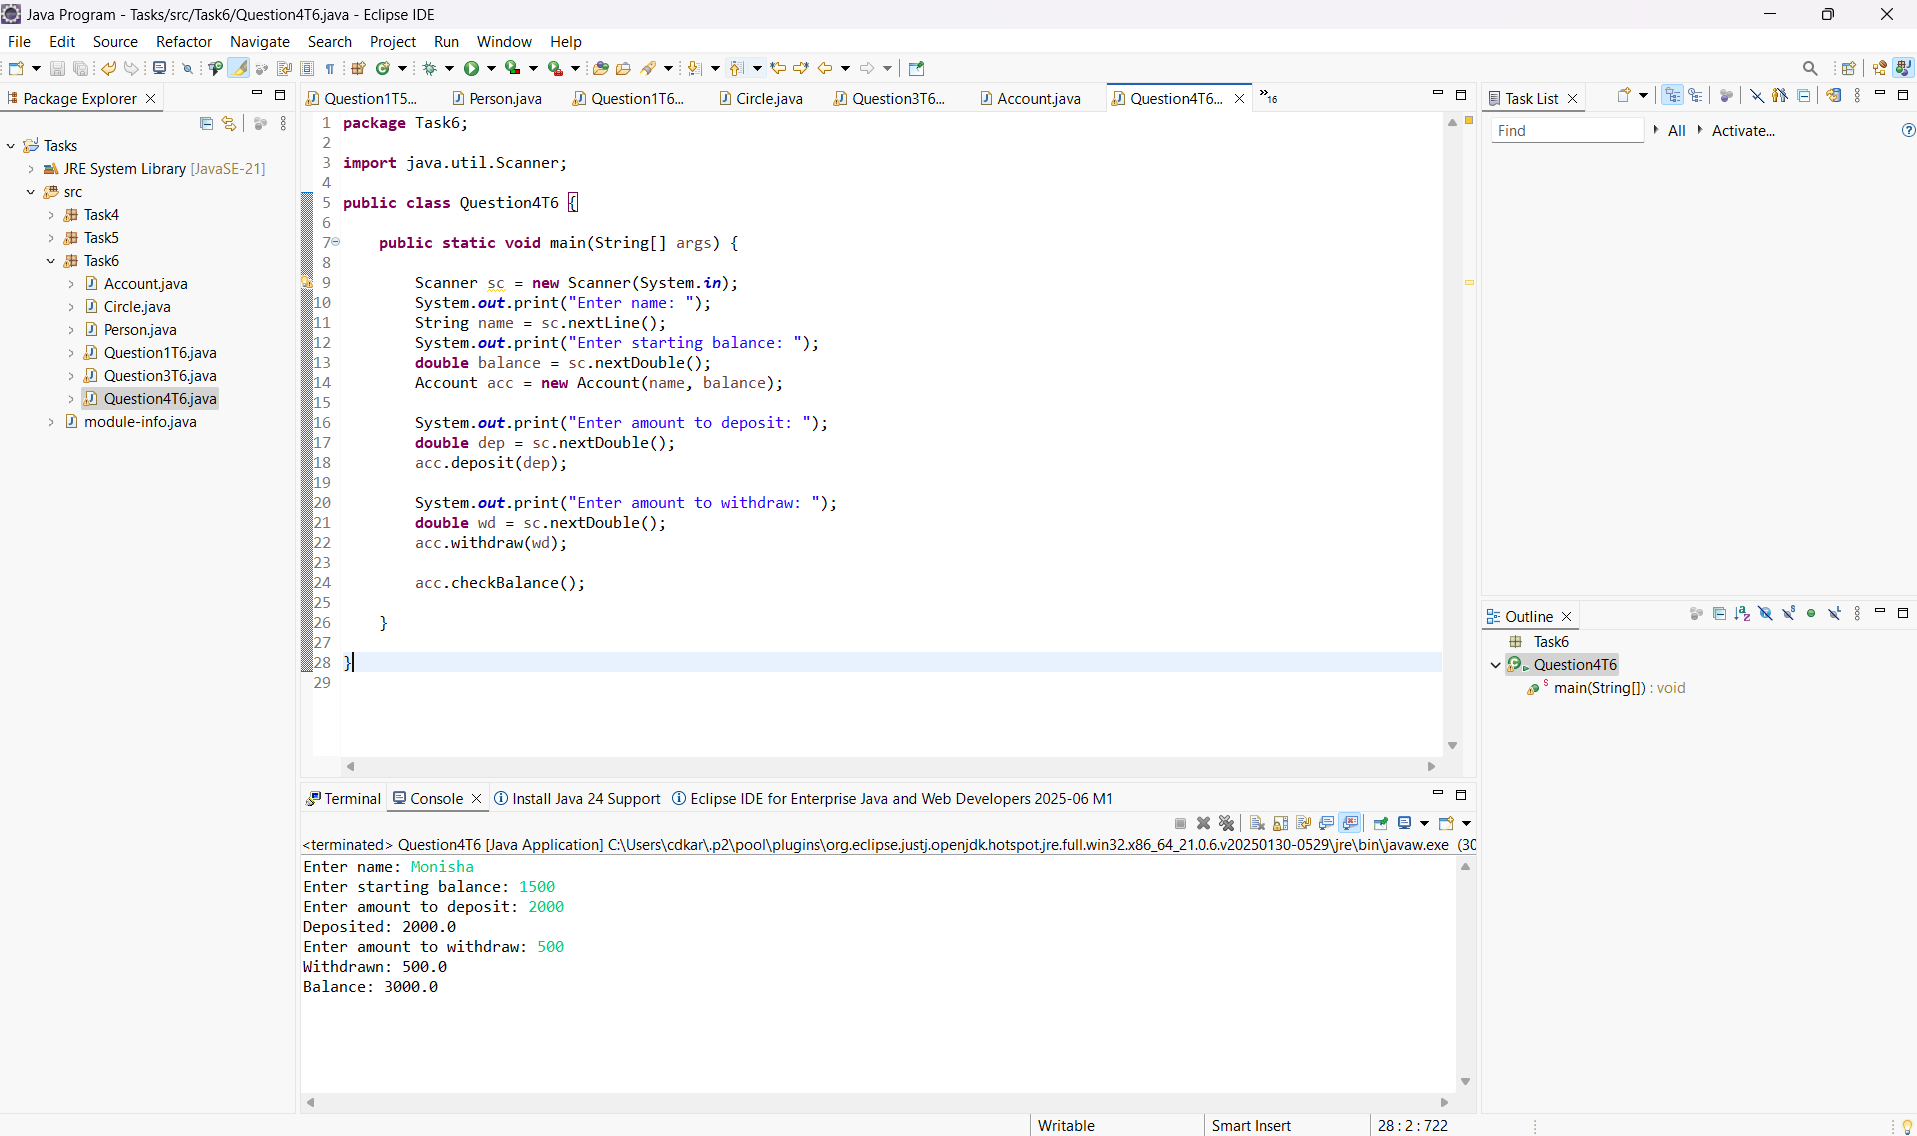 Java Program - Tasks/src/Task6/Question4T6.java - Eclipse IDE
File Edit Source Refactor Navigate Search Project Run Window Help
Package Explorer
Tasks
JRE System Library [JavaSE-21]
src
Task4
Task5
Task6
Account.java
Circle.java
Person.java
Question1T6.java
Question3T6.java
Question4T6.java
module-info.java
Question1T5... Person.java Question1T6... Circle.java Question3T6... Account.java Question4T6... »16
1 package Task6;
2
3 import java.util.Scanner;
4
5 public class Question4T6 {
6
7 public static void main(String[] args) {
8
9 Scanner sc = new Scanner(System.in);
10 System.out.print("Enter name: ");
11 String name = sc.nextLine();
12 System.out.print("Enter starting balance: ");
13 double balance = sc.nextDouble();
14 Account acc = new Account(name, balance);
15
16 System.out.print("Enter amount to deposit: ");
17 double dep = sc.nextDouble();
18 acc.deposit(dep);
19
20 System.out.print("Enter amount to withdraw: ");
21 double wd = sc.nextDouble();
22 acc.withdraw(wd);
23
24 acc.checkBalance();
25
26 }
27
28 }
29
Terminal Console Install Java 24 Support Eclipse IDE for Enterprise Java and Web Developers 2025-06 M1
<terminated> Question4T6 [Java Application] C:\Users\cdkar\.p2\pool\plugins\org.eclipse.justj.openjdk.hotspot.jre.full.win32.x86_64_21.0.6.v20250130-0529\jre\bin\javaw.exe (30
Enter name: Monisha
Enter starting balance: 1500
Enter amount to deposit: 2000
Deposited: 2000.0
Enter amount to withdraw: 500
Withdrawn: 500.0
Balance: 3000.0
Task List
Find All Activate...
Outline
Task6
Question4T6
main(String[]) : void
Writable Smart Insert 28 : 2 : 722